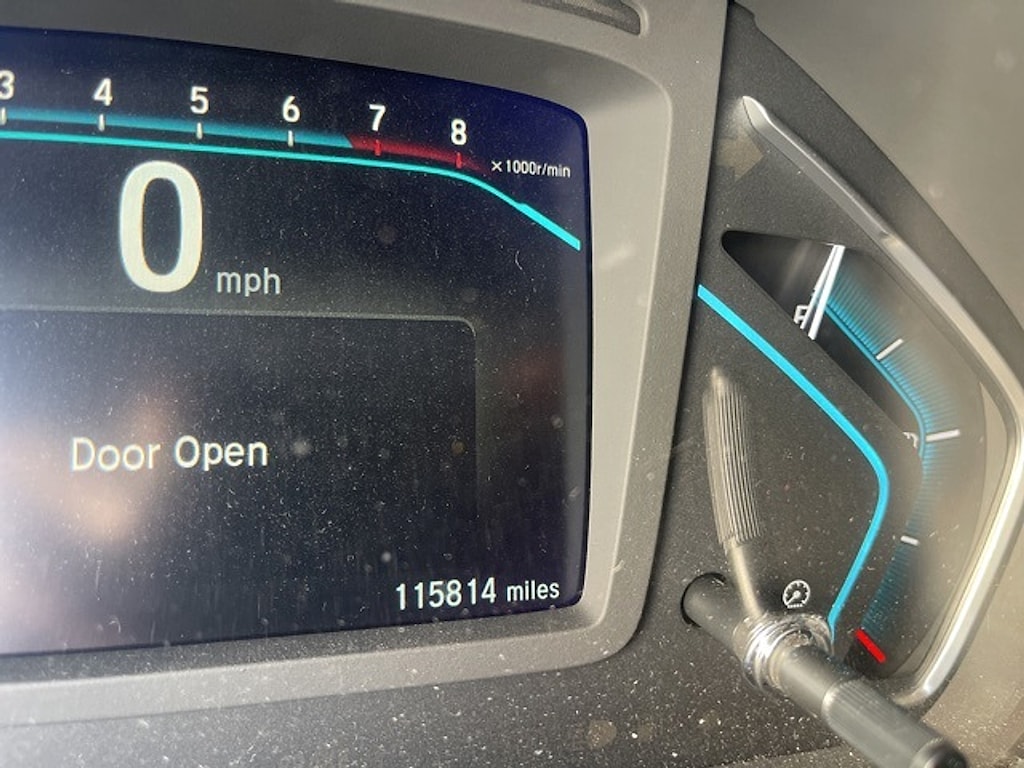 3 4 5 6 7 8
×1000r/min
0 mph
F
Door Open
115814 miles